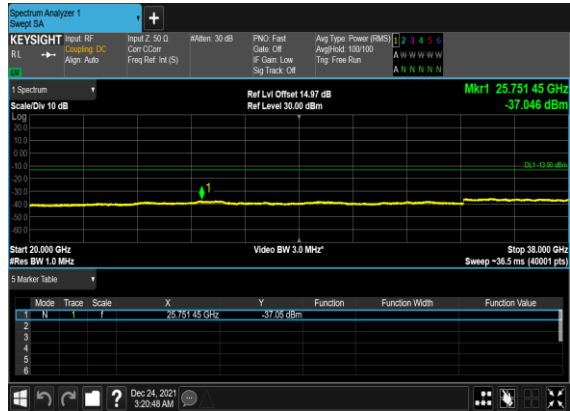 Spectrum Analyzer 1
Swept SA
+
KEYSIGHT
RL
Input: RF
Coupling: DC
Align: Auto
Input Z: 50 Ω
Corr CCorr
Freq Ref: Int (S)
#Atten: 30 dB
PNO: Fast
Gate: Off
IF Gain: Low
Sig Track: Off
Avg Type: Power (RMS)
Avg|Hold: 100/100
Trig: Free Run
1 2 3 4 5 6
A W W W W W
A N N N N N
1 Spectrum
Scale/Div 10 dB
Ref Lvl Offset 14.97 dB
Ref Level 30.00 dBm
Mkr1 25.751 45 GHz
-37.046 dBm
Log
20.0
10.0
0.00
-10.0
DL1 -13.00 dBm
-20.0
-30.0
1
-40.0
-50.0
-60.0
Start 20.000 GHz
Video BW 3.0 MHz*
Stop 38.000 GHz
#Res BW 1.0 MHz
Sweep ~36.5 ms (40001 pts)
5 Marker Table
Mode Trace Scale X Y Function Function Width Function Value
1 N 1 f 25.751 45 GHz -37.05 dBm
2
3
4
5
6
?
Dec 24, 2021
3:20:48 AM